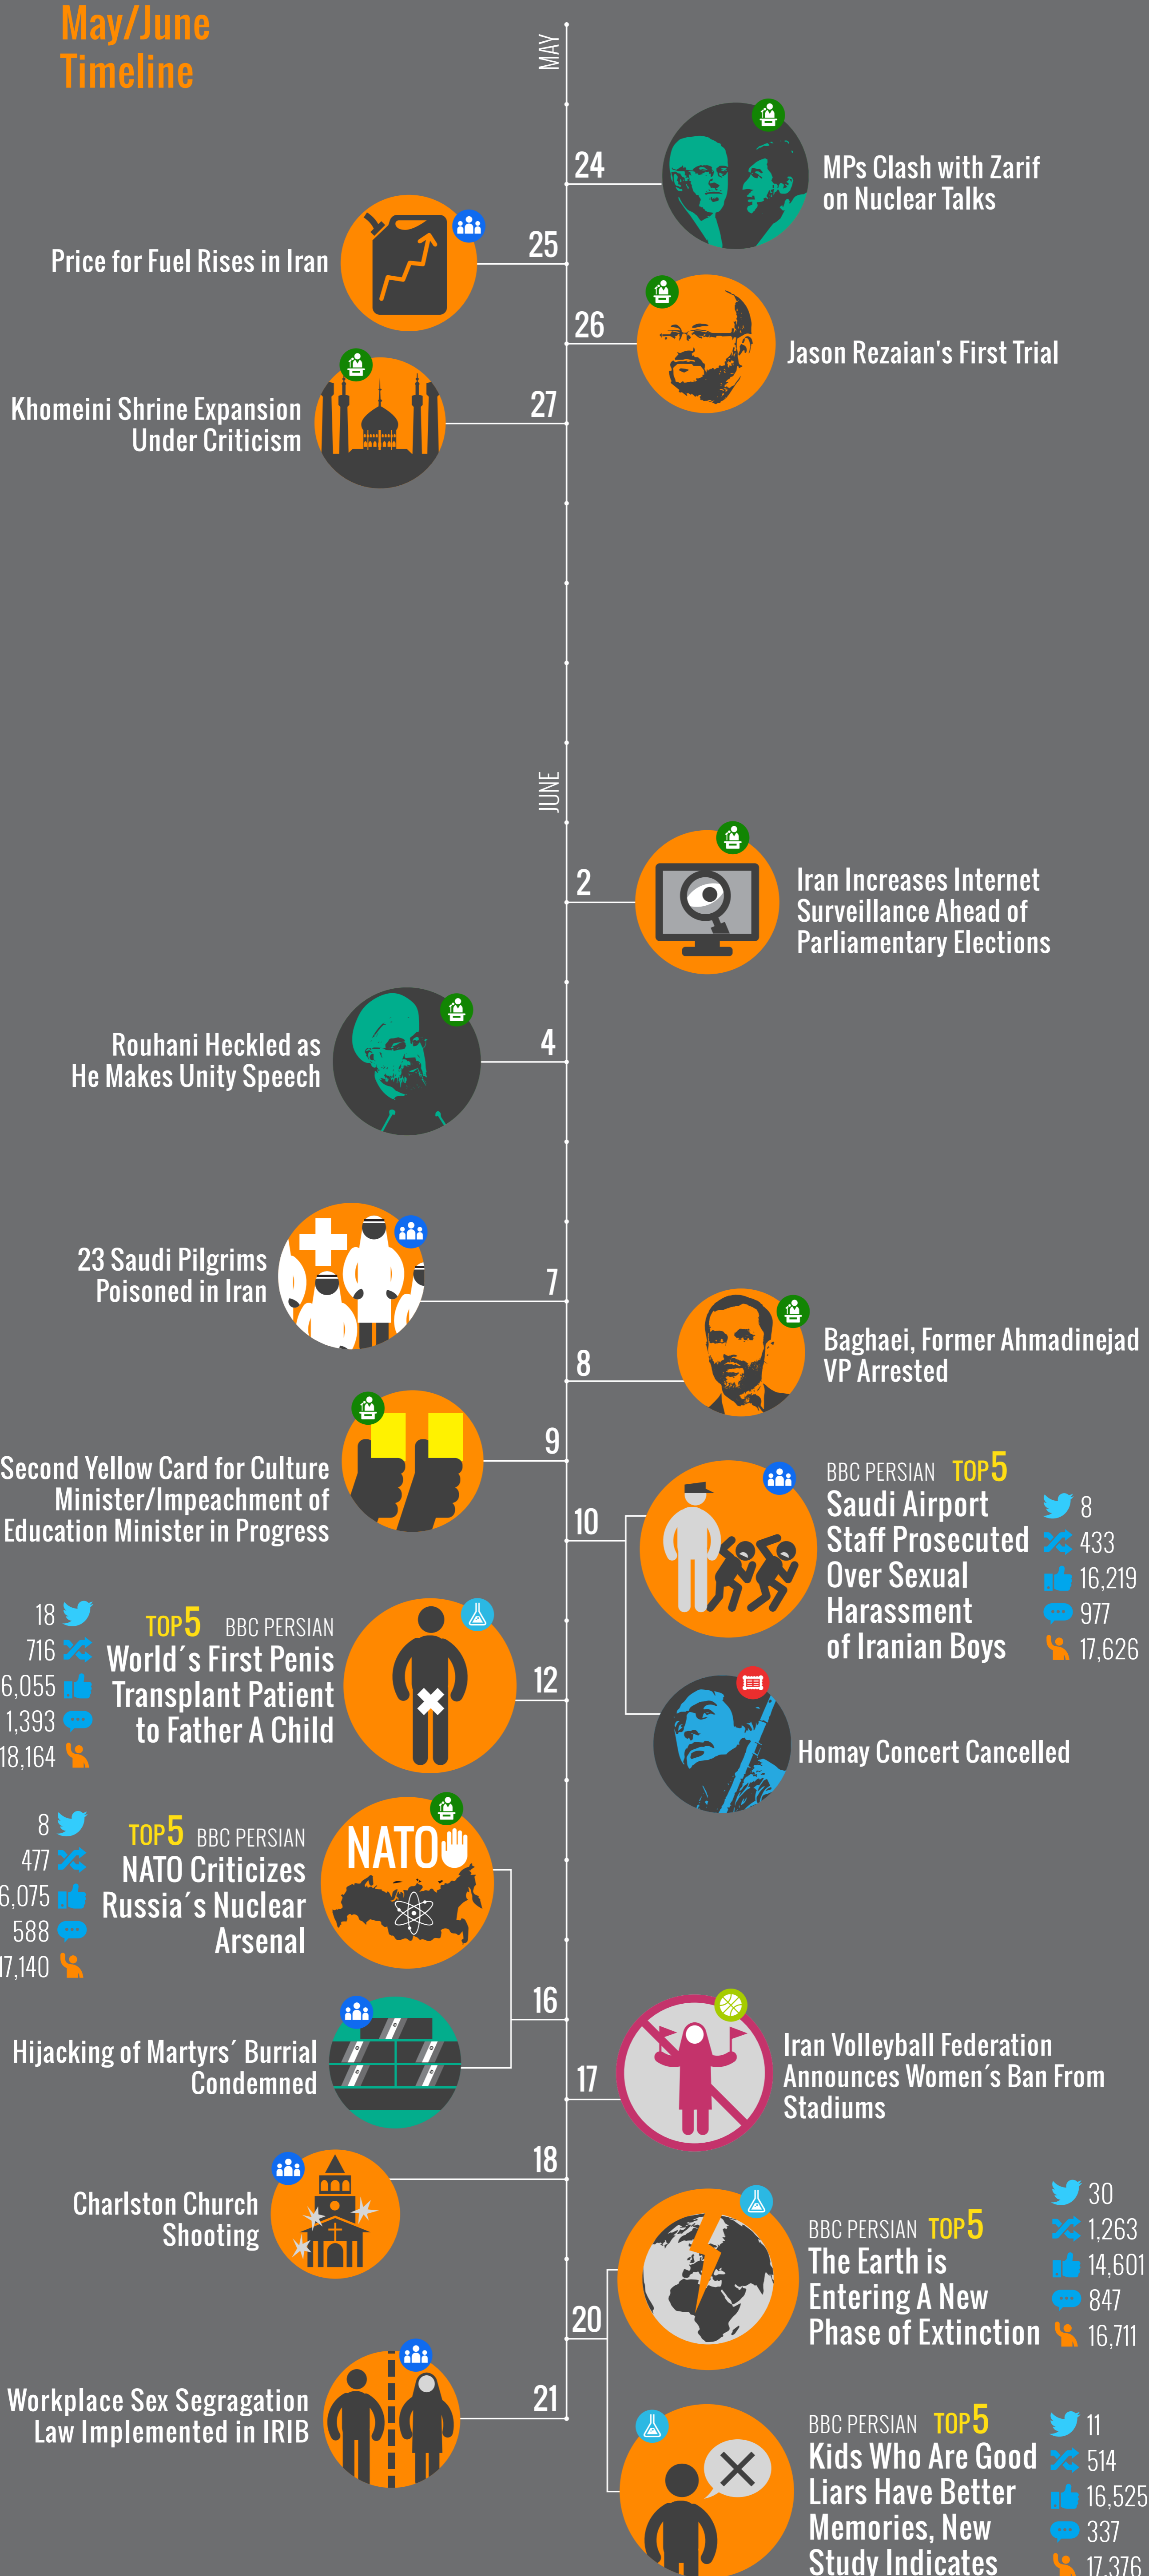 May/June
Timeline
MAY
24
MPs Clash with Zarif
on Nuclear Talks
25
Price for Fuel Rises in Iran
26
Jason Rezaian's First Trial
27
Khomeini Shrine Expansion
Under Criticism
JUNE
2
Iran Increases Internet
Surveillance Ahead of
Parliamentary Elections
4
Rouhani Heckled as
He Makes Unity Speech
7
23 Saudi Pilgrims
Poisoned in Iran
8
Baghaei, Former Ahmadinejad
VP Arrested
9
Second Yellow Card for Culture
Minister/Impeachment of
Education Minister in Progress
10
BBC PERSIAN TOP5
Saudi Airport
Staff Prosecuted
Over Sexual
Harassment
of Iranian Boys
8
433
16,219
977
17,626
Homay Concert Cancelled
12
TOP5 BBC PERSIAN
World´s First Penis
Transplant Patient
to Father A Child
18
716
6,055
1,393
18,164
TOP5 BBC PERSIAN
NATO Criticizes
Russia´s Nuclear
Arsenal
8
477
6,075
588
17,140
NATO
16
Hijacking of Martyrs´ Burrial
Condemned
17
Iran Volleyball Federation
Announces Women´s Ban From
Stadiums
18
Charlston Church
Shooting
20
BBC PERSIAN TOP5
The Earth is
Entering A New
Phase of Extinction
30
1,263
14,601
847
16,711
21
Workplace Sex Segragation
Law Implemented in IRIB
BBC PERSIAN TOP5
Kids Who Are Good
Liars Have Better
Memories, New
Study Indicates
11
514
16,525
337
17,376